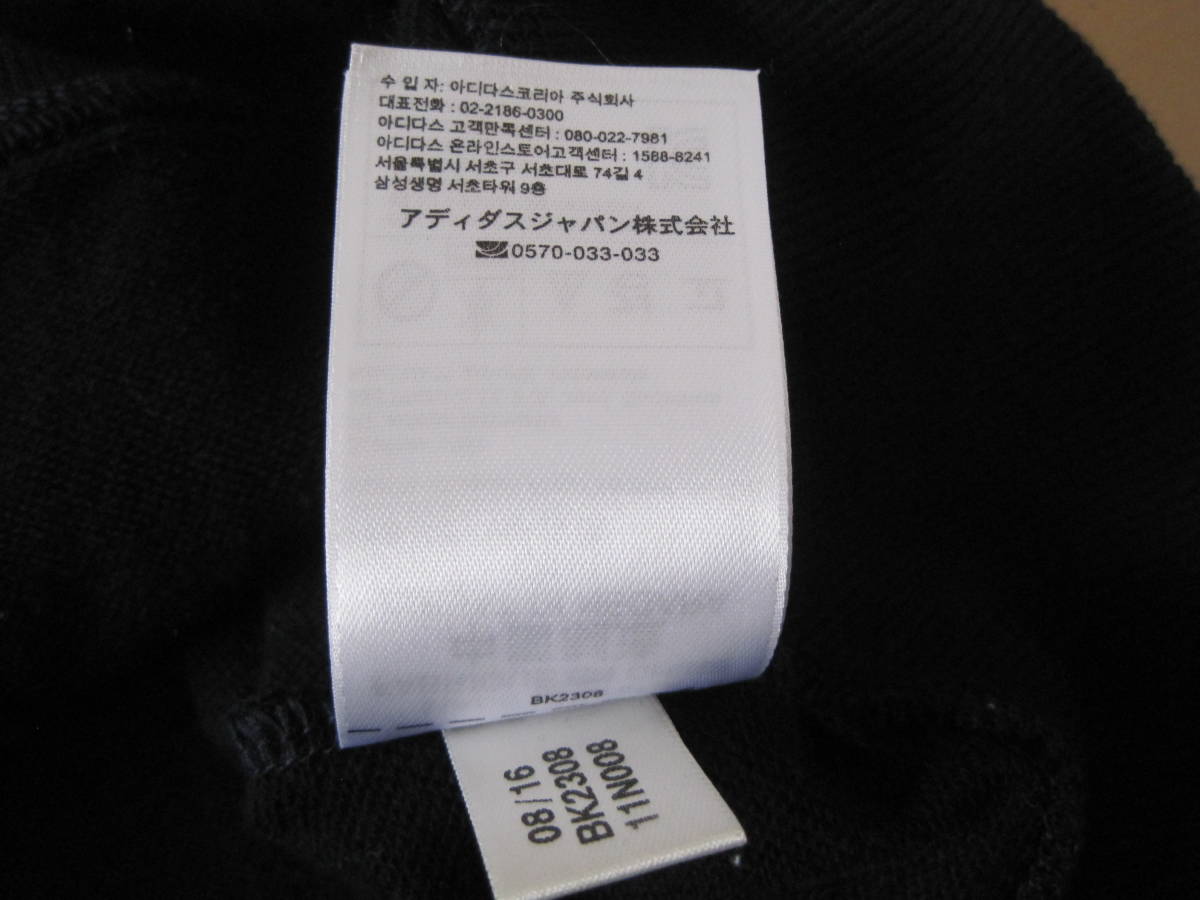 수 입 자: 아디다스코리아 주식회사
대표전화 : 02-2186-0300
아디다스 고객만족센터 : 080-022-7981
아디다스 온라인스토어고객센터 : 1588-8241
서울특별시 서초구 서초대로 74길 4
삼성생명 서초타워 9층
アディダスジャパン株式会社
0570-033-033
BK2308
08/16
BK2308
11N008